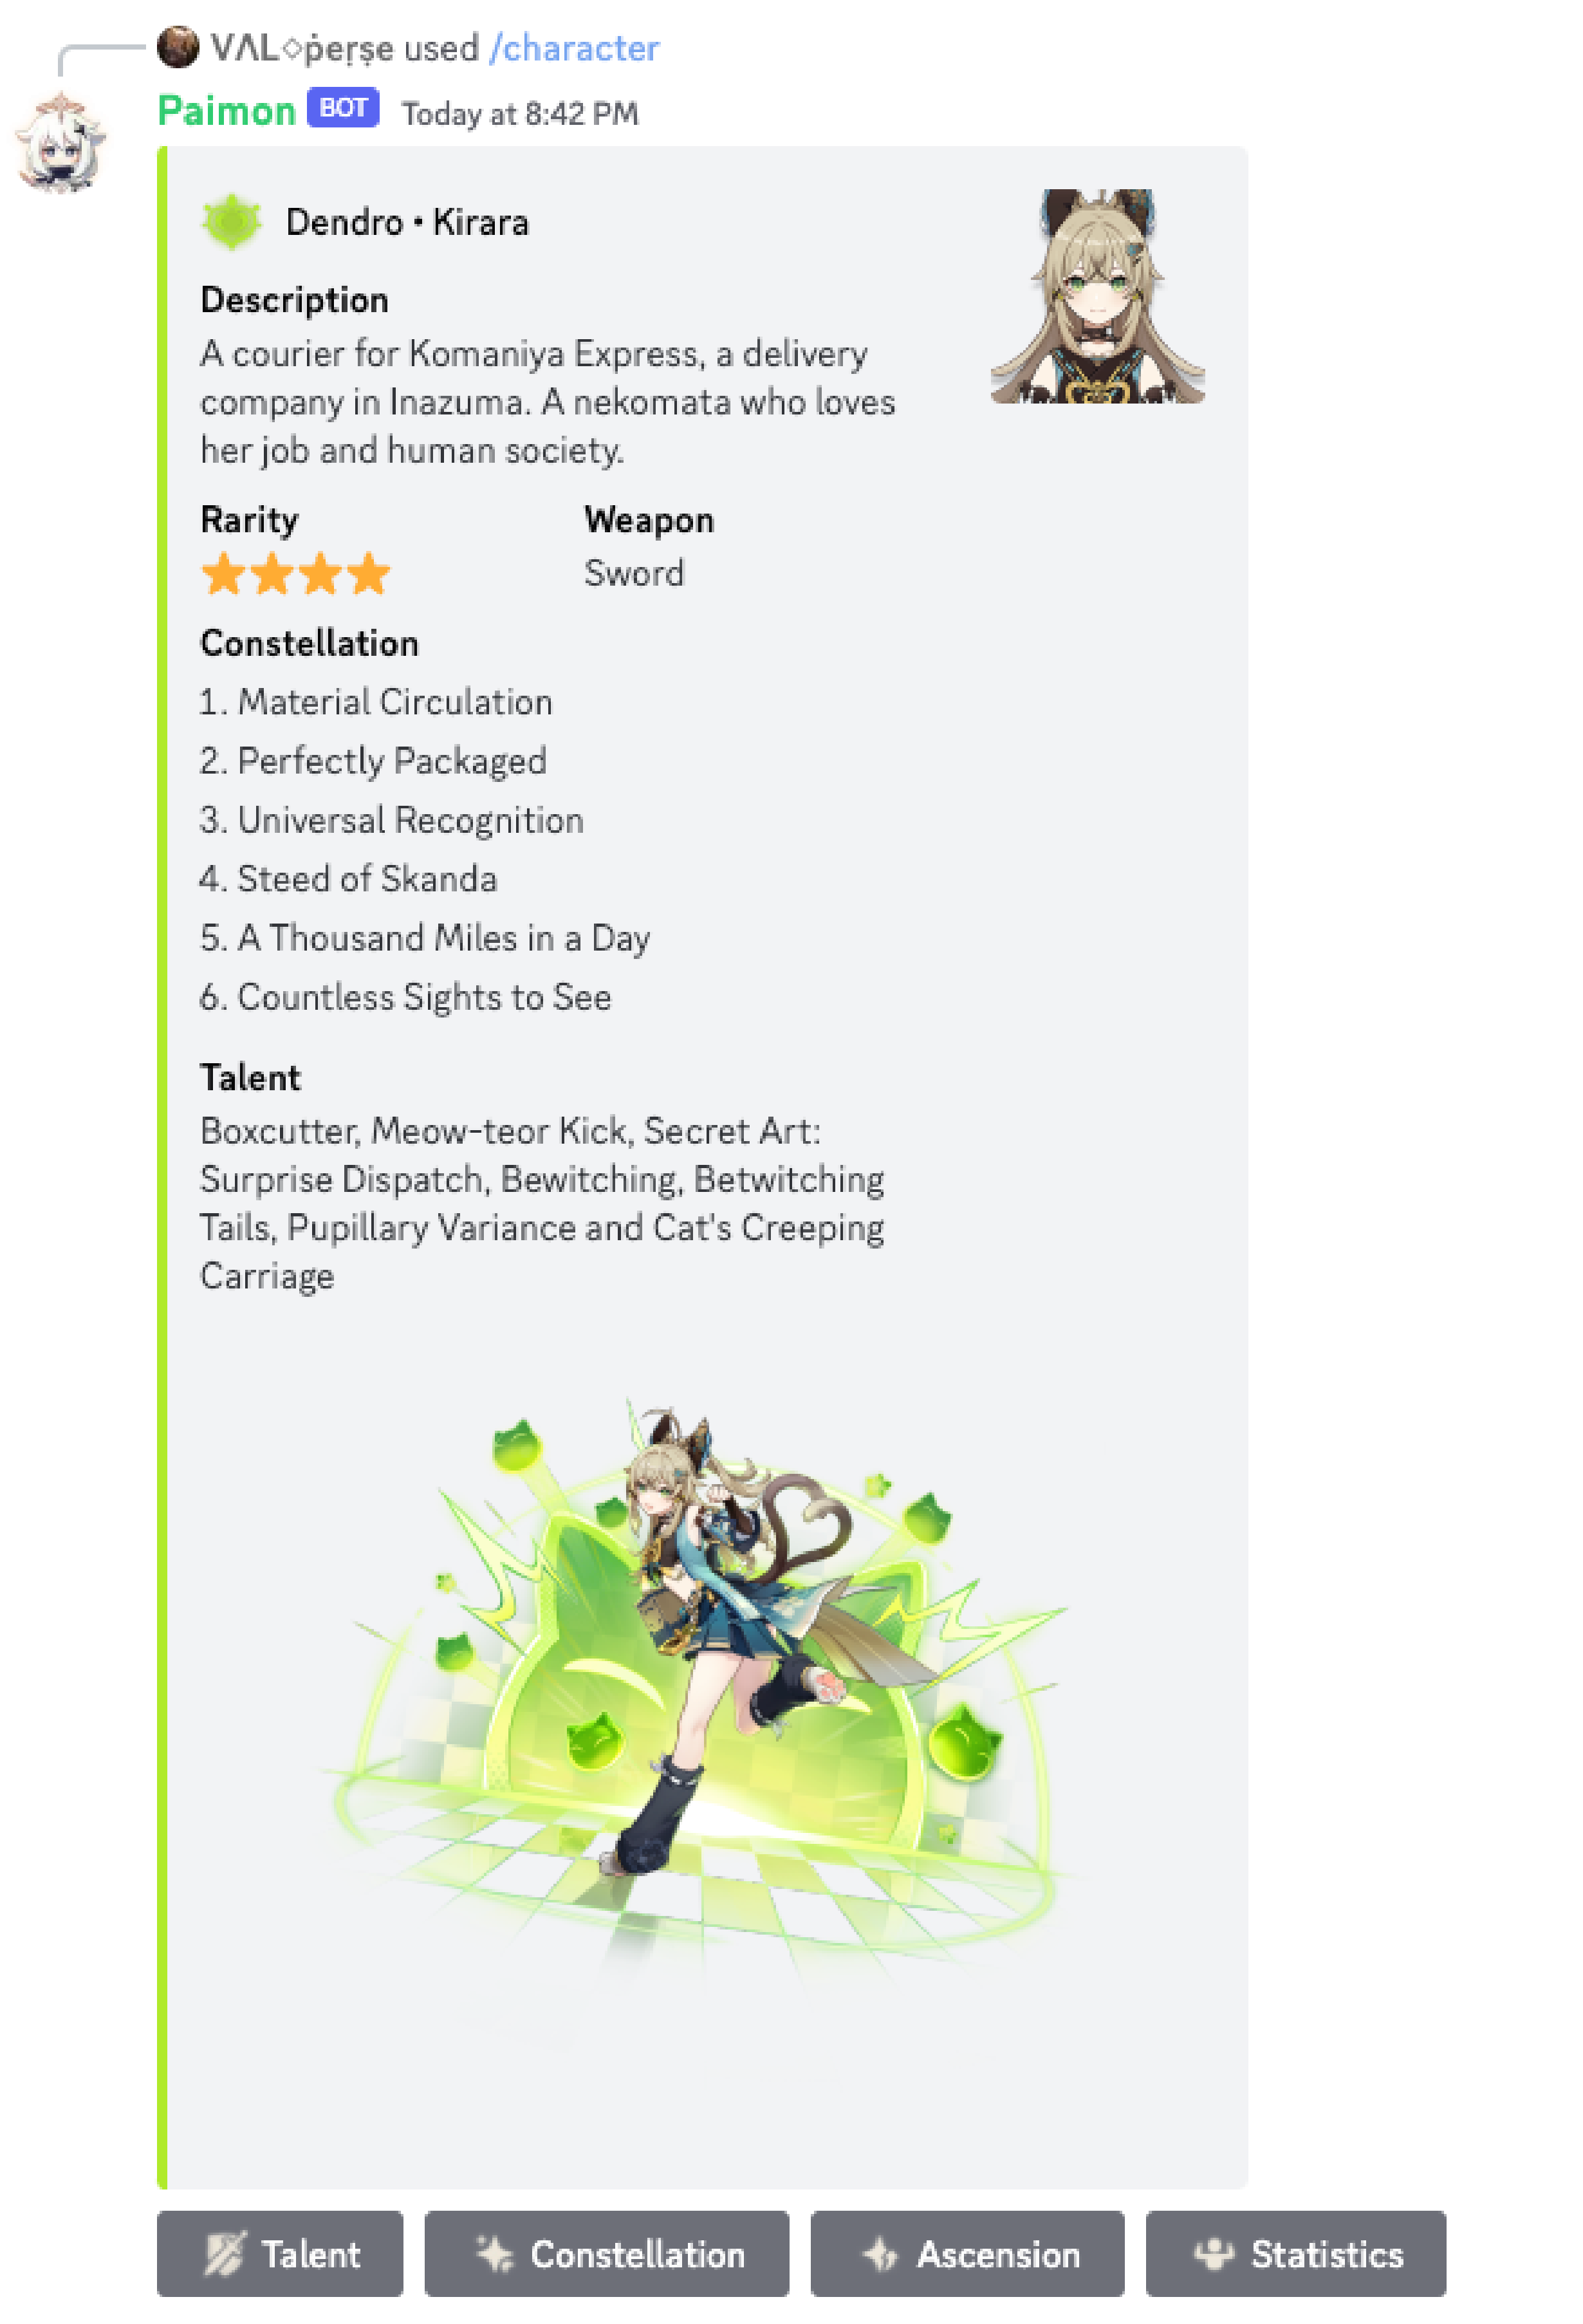 VɅL◇ṗeṛṣe used /character
Paimon BOT Today at 8:42 PM
Dendro • Kirara
Description
A courier for Komaniya Express, a delivery
company in Inazuma. A nekomata who loves
her job and human society.
Rarity Weapon
Sword
Constellation
1. Material Circulation
2. Perfectly Packaged
3. Universal Recognition
4. Steed of Skanda
5. A Thousand Miles in a Day
6. Countless Sights to See
Talent
Boxcutter, Meow-teor Kick, Secret Art:
Surprise Dispatch, Bewitching, Betwitching
Tails, Pupillary Variance and Cat's Creeping
Carriage
Talent Constellation Ascension Statistics